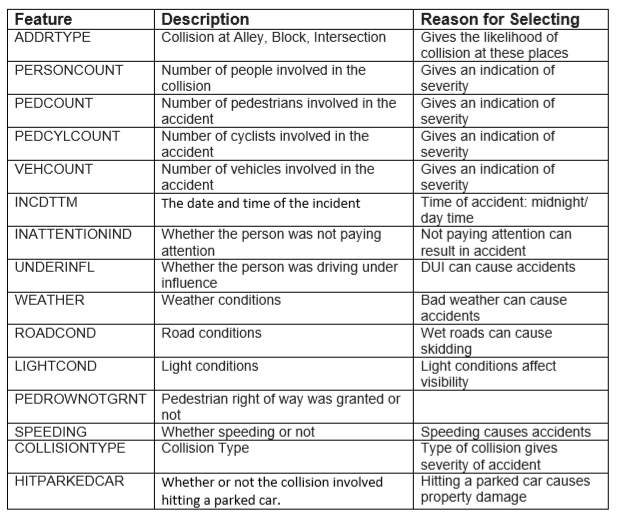 Feature Description Reason for Selecting
ADDRTYPE Collision at Alley, Block, Intersection Gives the likelihood of
collision at these places
PERSONCOUNT Number of people involved in the Gives an indication of
collision severity
PEDCOUNT Number of pedestrians involved in the Gives an indication of
accident severity
PEDCYLCOUNT Number of cyclists involved in the Gives an indication of
accident severity
VEHCOUNT Number of vehicles involved in the Gives an indication of
accident severity
INCDTTM The date and time of the incident Time of accident: midnight/
day time
INATTENTIONIND Whether the person was not paying Not paying attention can
attention result in accident
UNDERINFL Whether the person was driving under DUI can cause accidents
influence
WEATHER Weather conditions Bad weather can cause
accidents
ROADCOND Road conditions Wet roads can cause
skidding
LIGHTCOND Light conditions Light conditions affect
visibility
PEDROWNOTGRNT Pedestrian right of way was granted or
not
SPEEDING Whether speeding or not Speeding causes accidents
COLLISIONTYPE Collision Type Type of collision gives
severity of accident
HITPARKEDCAR Whether or not the collision involved Hitting a parked car causes
hitting a parked car. property damage